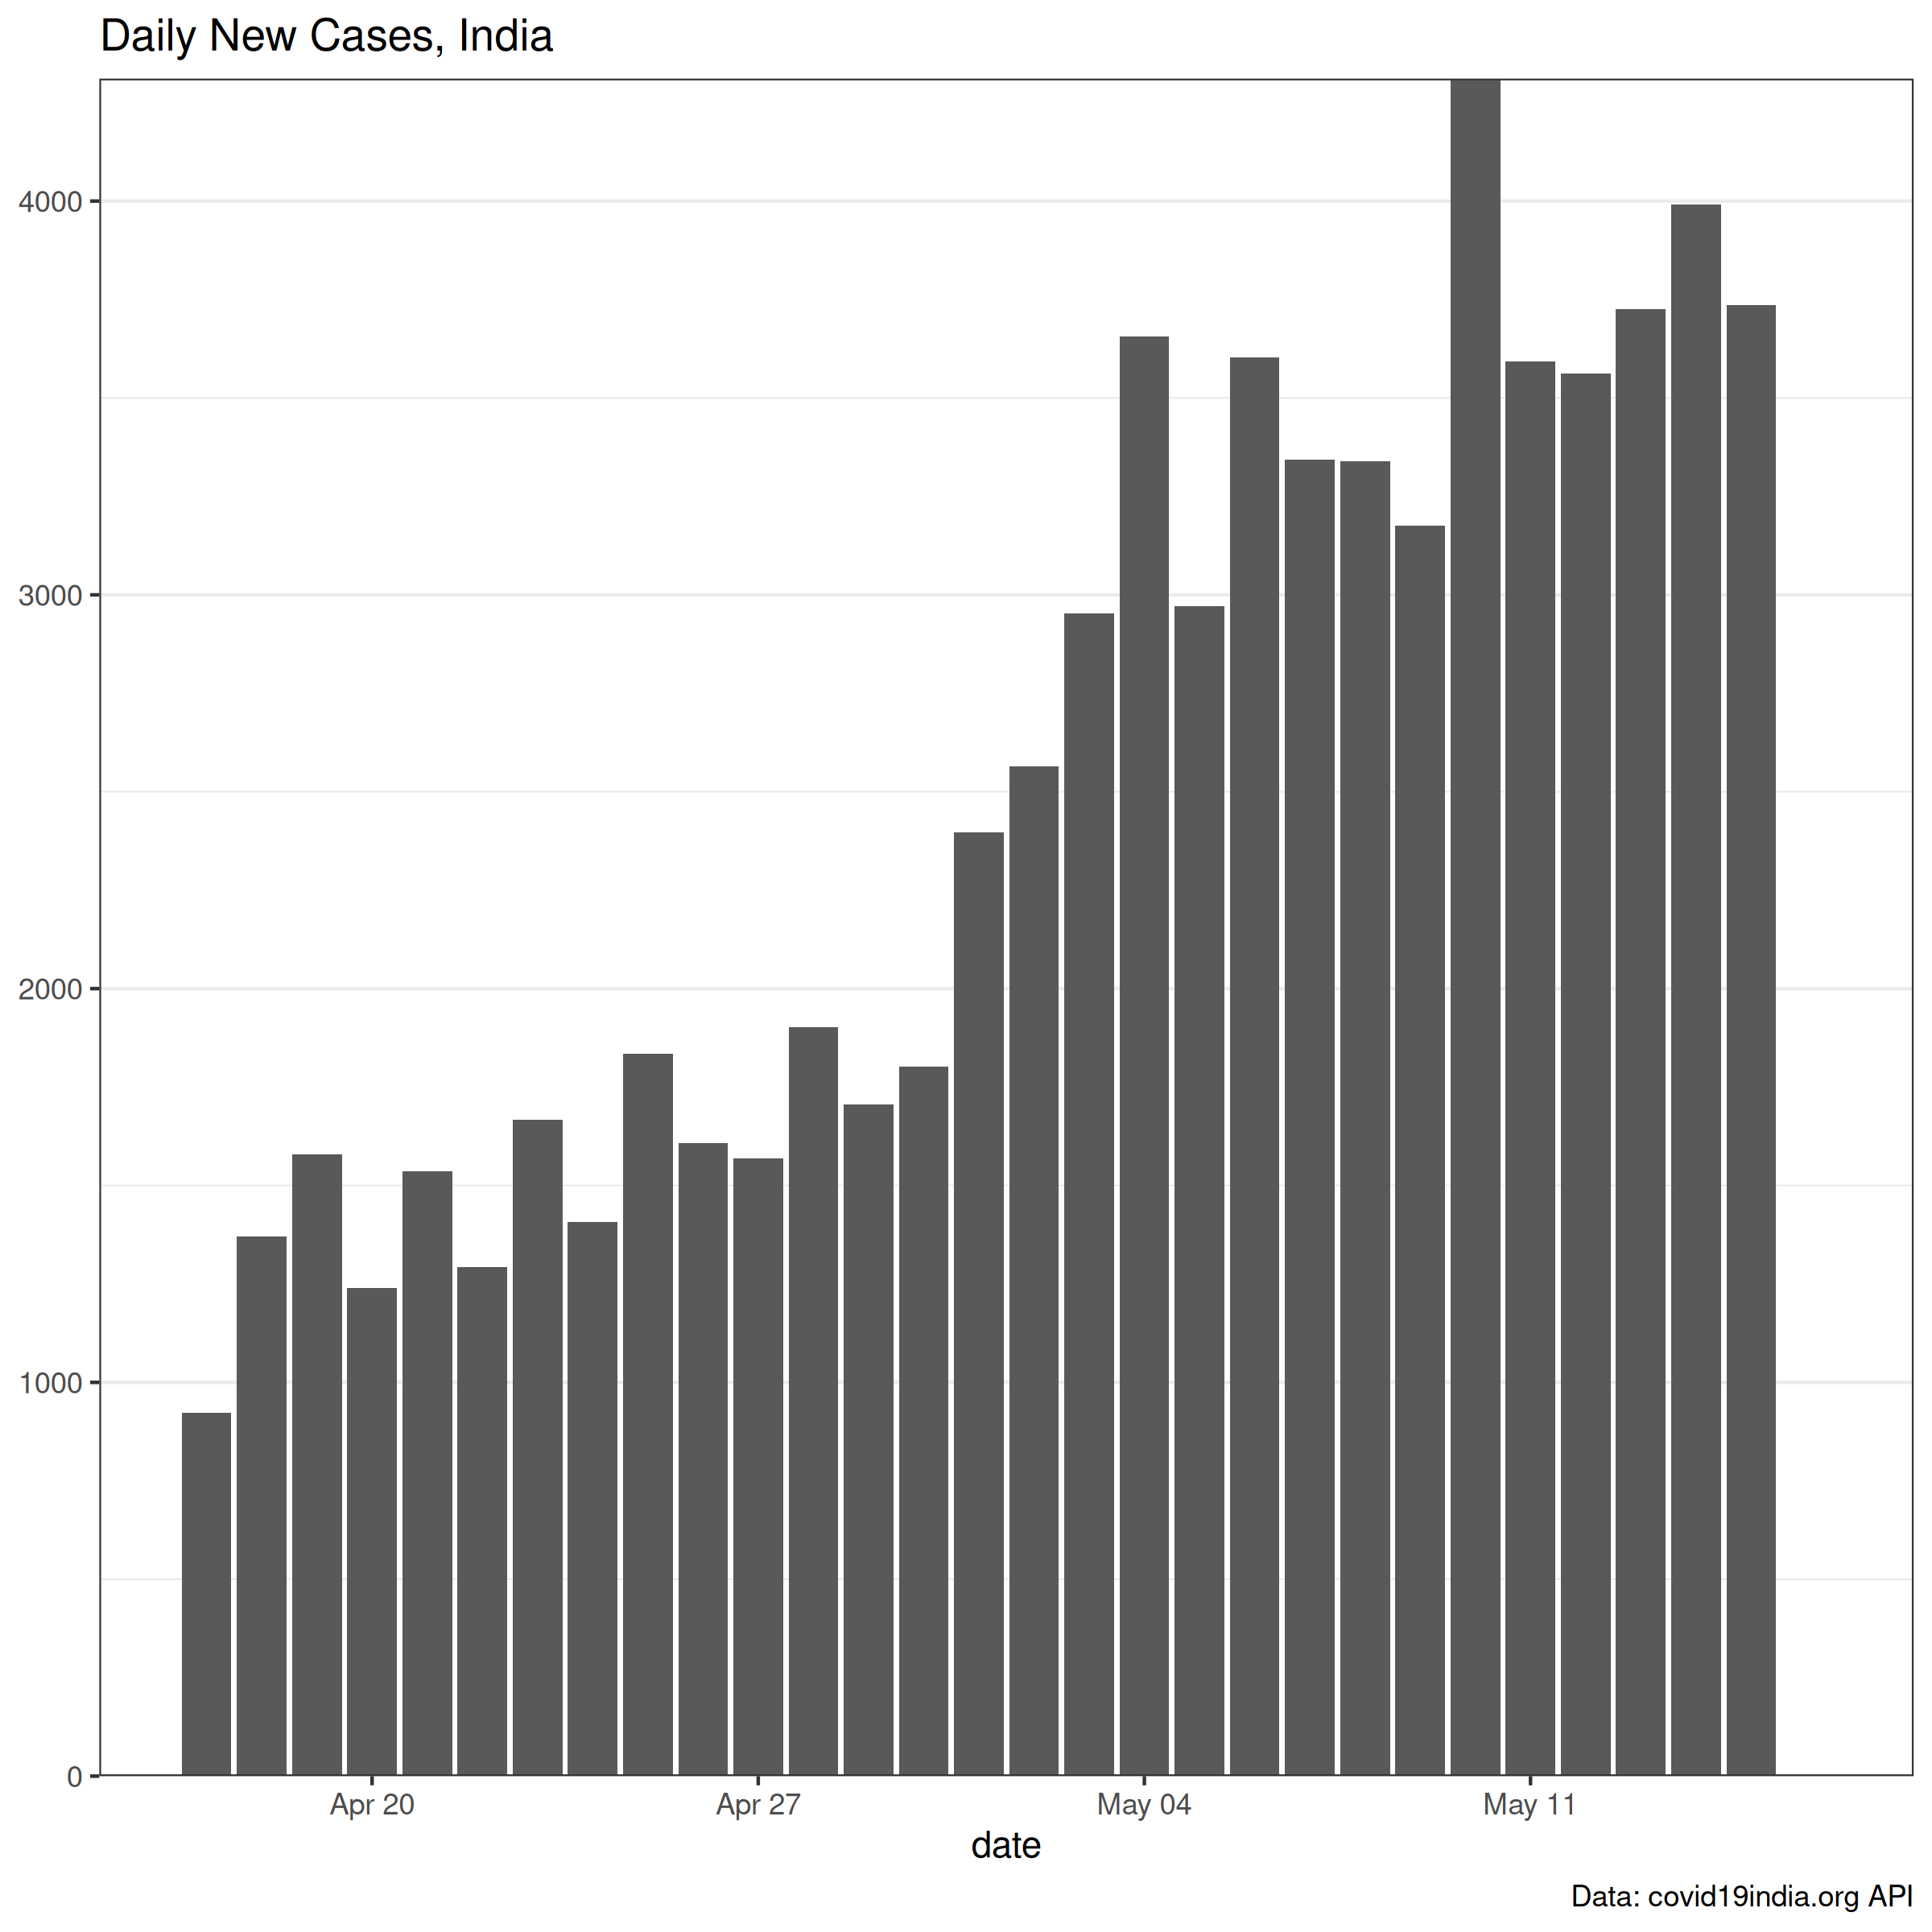 Daily New Cases, India
4000
3000
2000
1000
0
Apr 20
Apr 27
May 04
May 11
date
Data: covid19india.org API